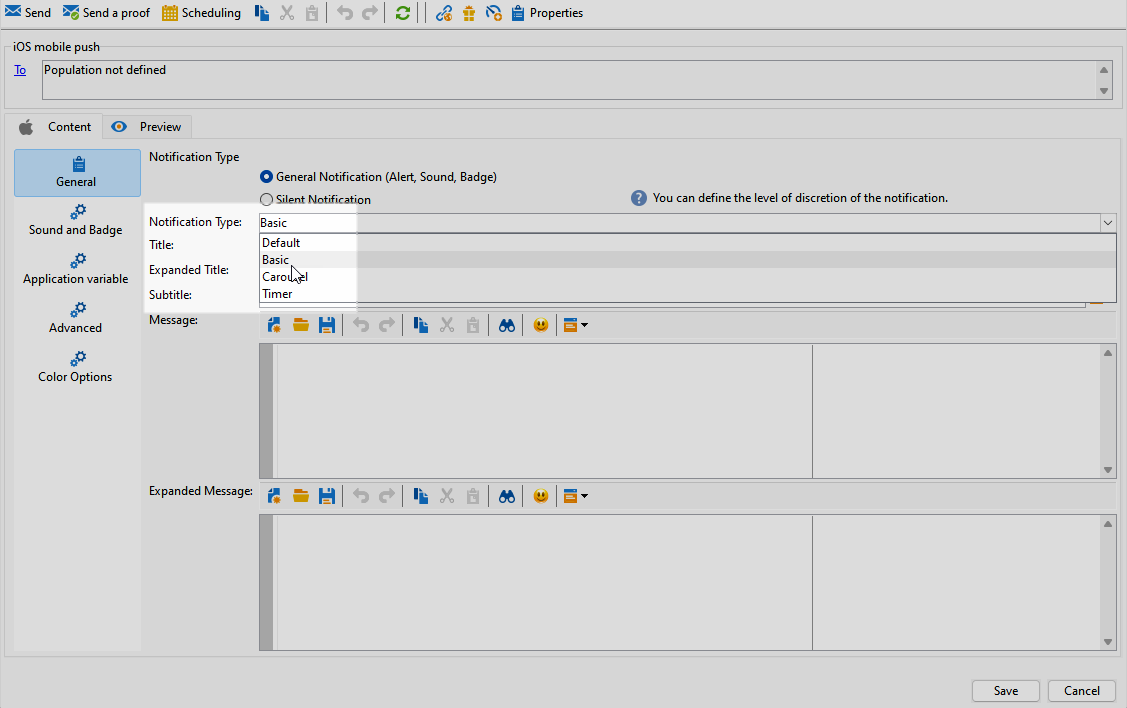 Send Send a proof Scheduling Properties
iOS mobile push
To Population not defined
Content Preview
General
Sound and Badge
Application variable
Advanced
Color Options
Notification Type
General Notification (Alert, Sound, Badge)
Silent Notification
? You can define the level of discretion of the notification.
Notification Type: Basic
Title:
Expanded Title:
Subtitle:
Default
Basic
Carousel
Timer
Message:
Expanded Message:
Save Cancel